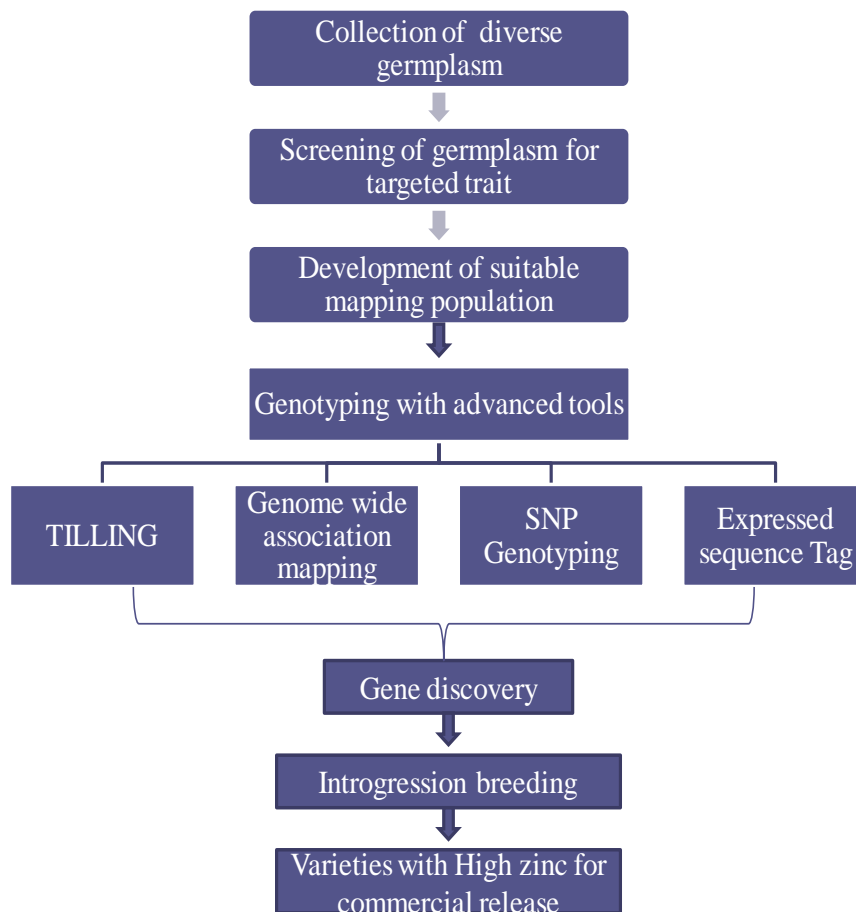 Collection of diverse
germplasm
Screening of germplasm for
targeted trait
Development of suitable
mapping population
Genotyping with advanced tools
TILLING
Genome wide
association
mapping
SNP
Genotyping
Expressed
sequence Tag
Gene discovery
Introgression breeding
Varieties with High zinc for
commercial release